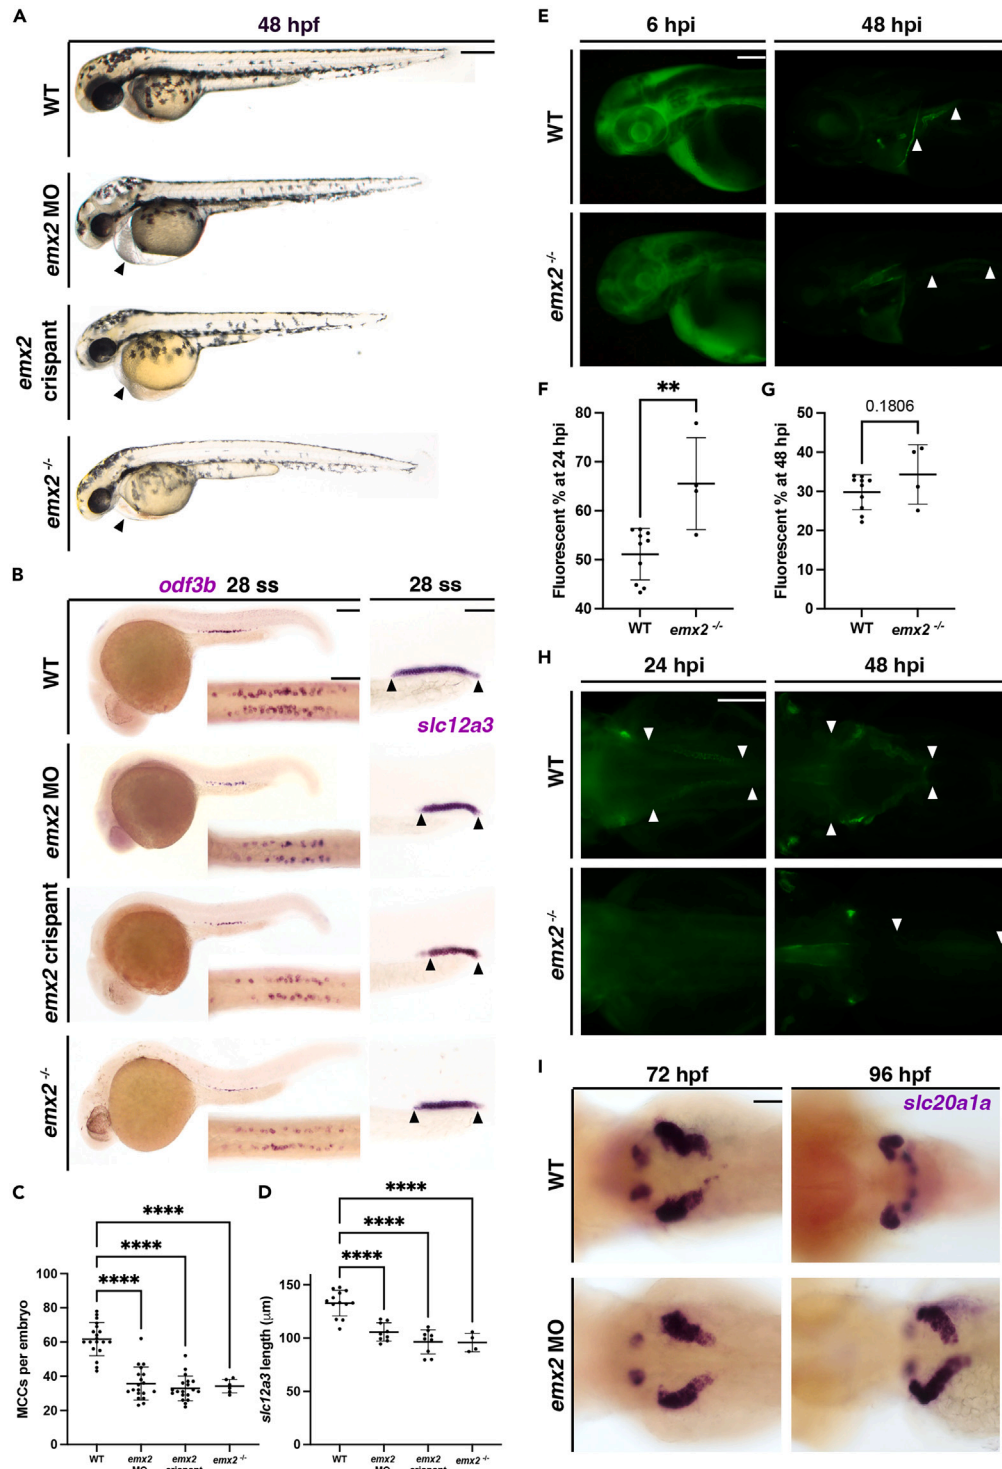 A
48 hpf
WT
emx2 MO
emx2
crispant
emx2 -/-
B
odf3b 28 ss
28 ss
WT
slc12a3
emx2 MO
emx2 crispant
emx2 -/-
C
MCCs per embryo
100
80
60
40
20
0
****
****
****
WT
emx2
MO
emx2
crispant
emx2 -/-
D
slc12a3 length (µm)
150
100
50
0
****
****
****
WT
emx2
MO
emx2
crispant
emx2 -/-
E
6 hpi
48 hpi
WT
emx2 -/-
F
Fluorescent % at 24 hpi
80
70
60
50
40
**
WT
emx2 -/-
G
Fluorescent % at 48 hpi
50
40
30
20
10
0
0.1806
WT
emx2 -/-
H
24 hpi
48 hpi
WT
emx2 -/-
I
72 hpf
96 hpf
slc20a1a
WT
emx2 MO